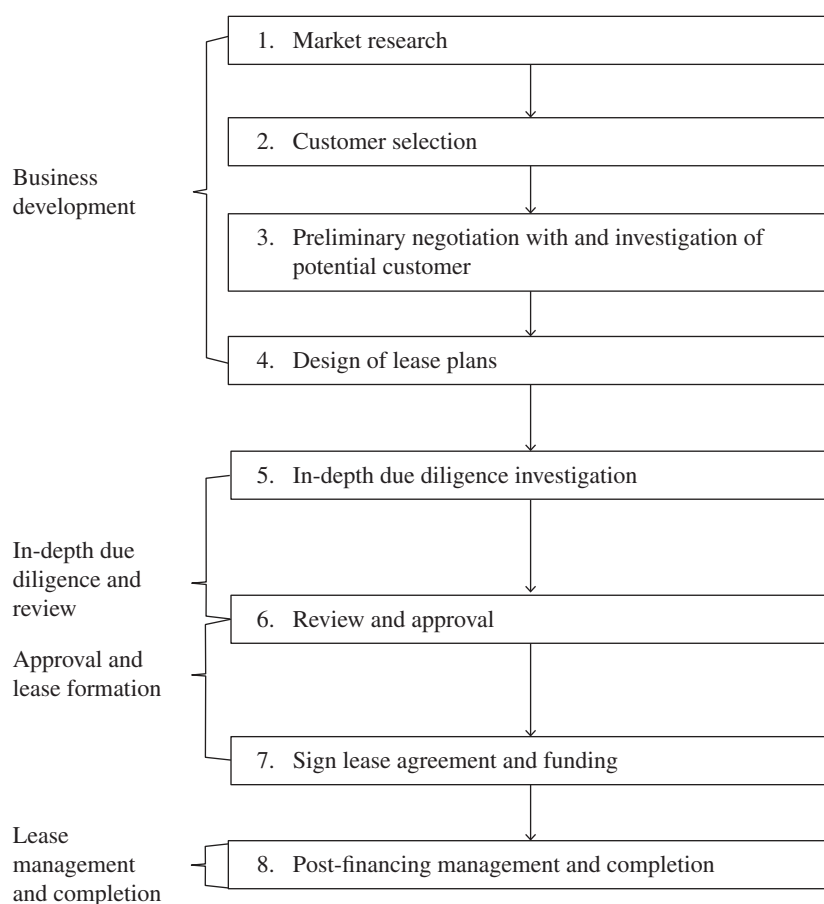 1. Market research
2. Customer selection
Business
development
3. Preliminary negotiation with and investigation of
potential customer
4. Design of lease plans
5. In-depth due diligence investigation
In-depth due
diligence and
review
6. Review and approval
Approval and
lease formation
7. Sign lease agreement and funding
Lease
management
and completion
8. Post-financing management and completion